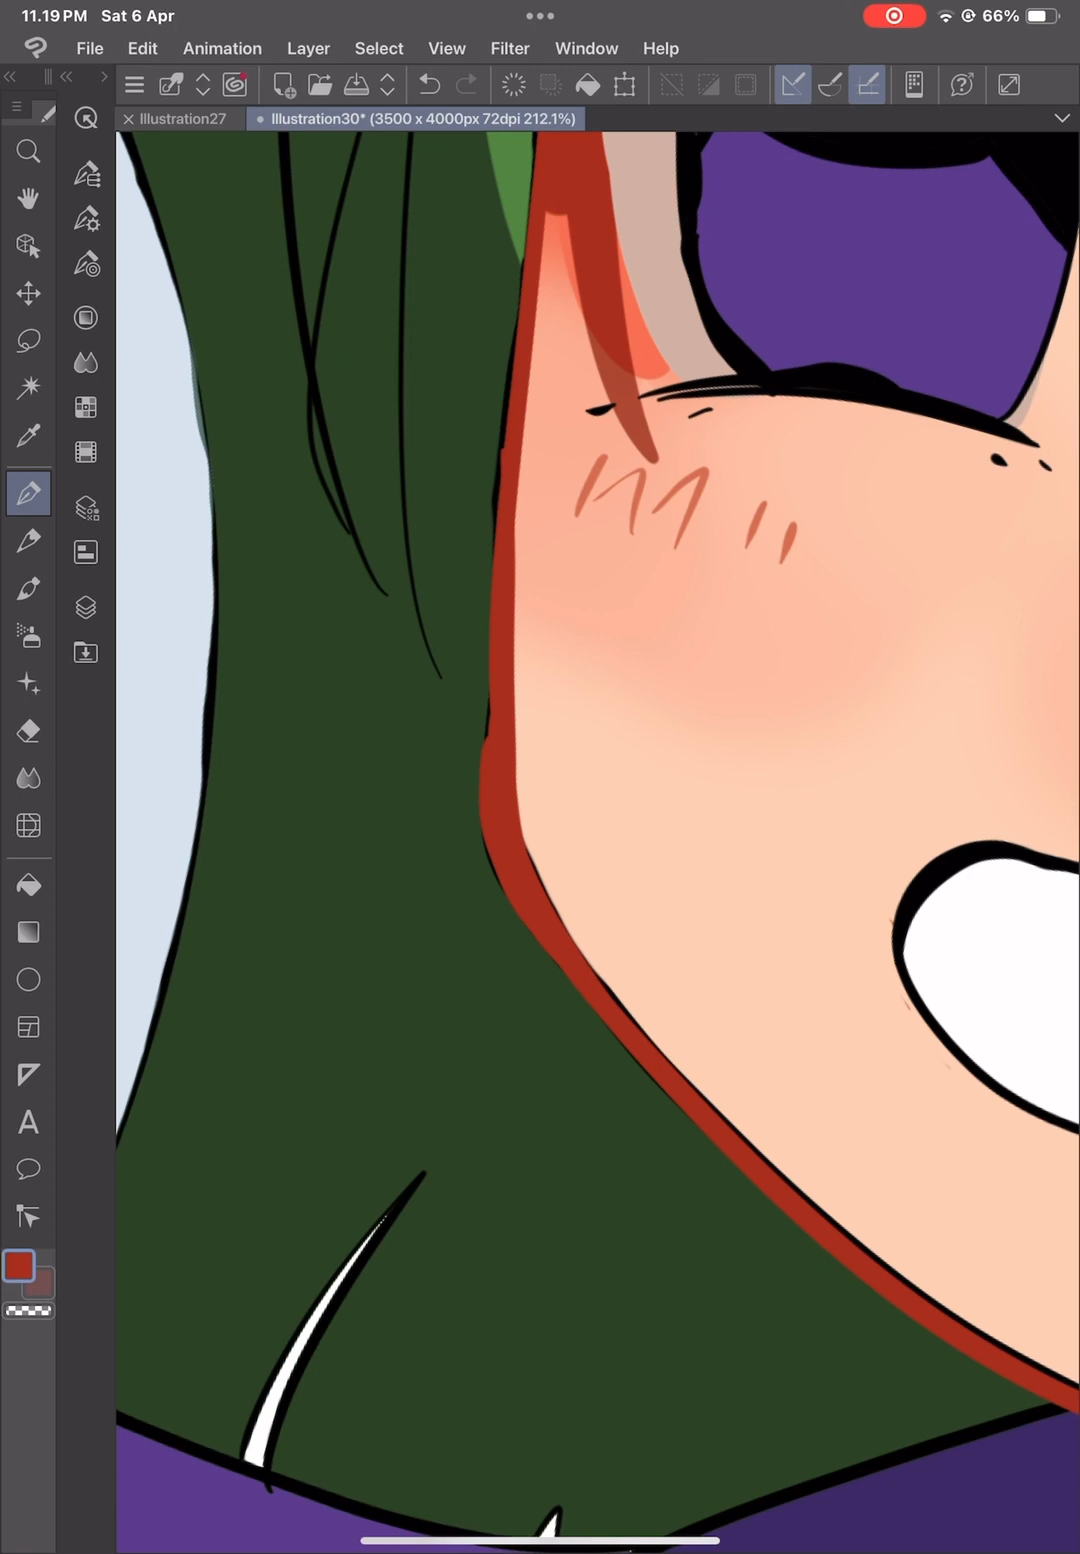 11.19 PM Sat 6 Apr
66%
File Edit Animation Layer Select View Filter Window Help
Illustration27
Illustration30* (3500 x 4000px 72dpi 212.1%)